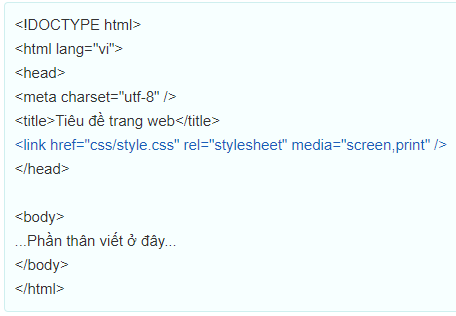 <!DOCTYPE html>
<html lang="vi">
<head>
<meta charset="utf-8" />
<title>Tiêu đề trang web</title>
<link href="css/style.css" rel="stylesheet" media="screen,print" />
</head>

<body>
...Phần thân viết ở đây...
</body>
</html>